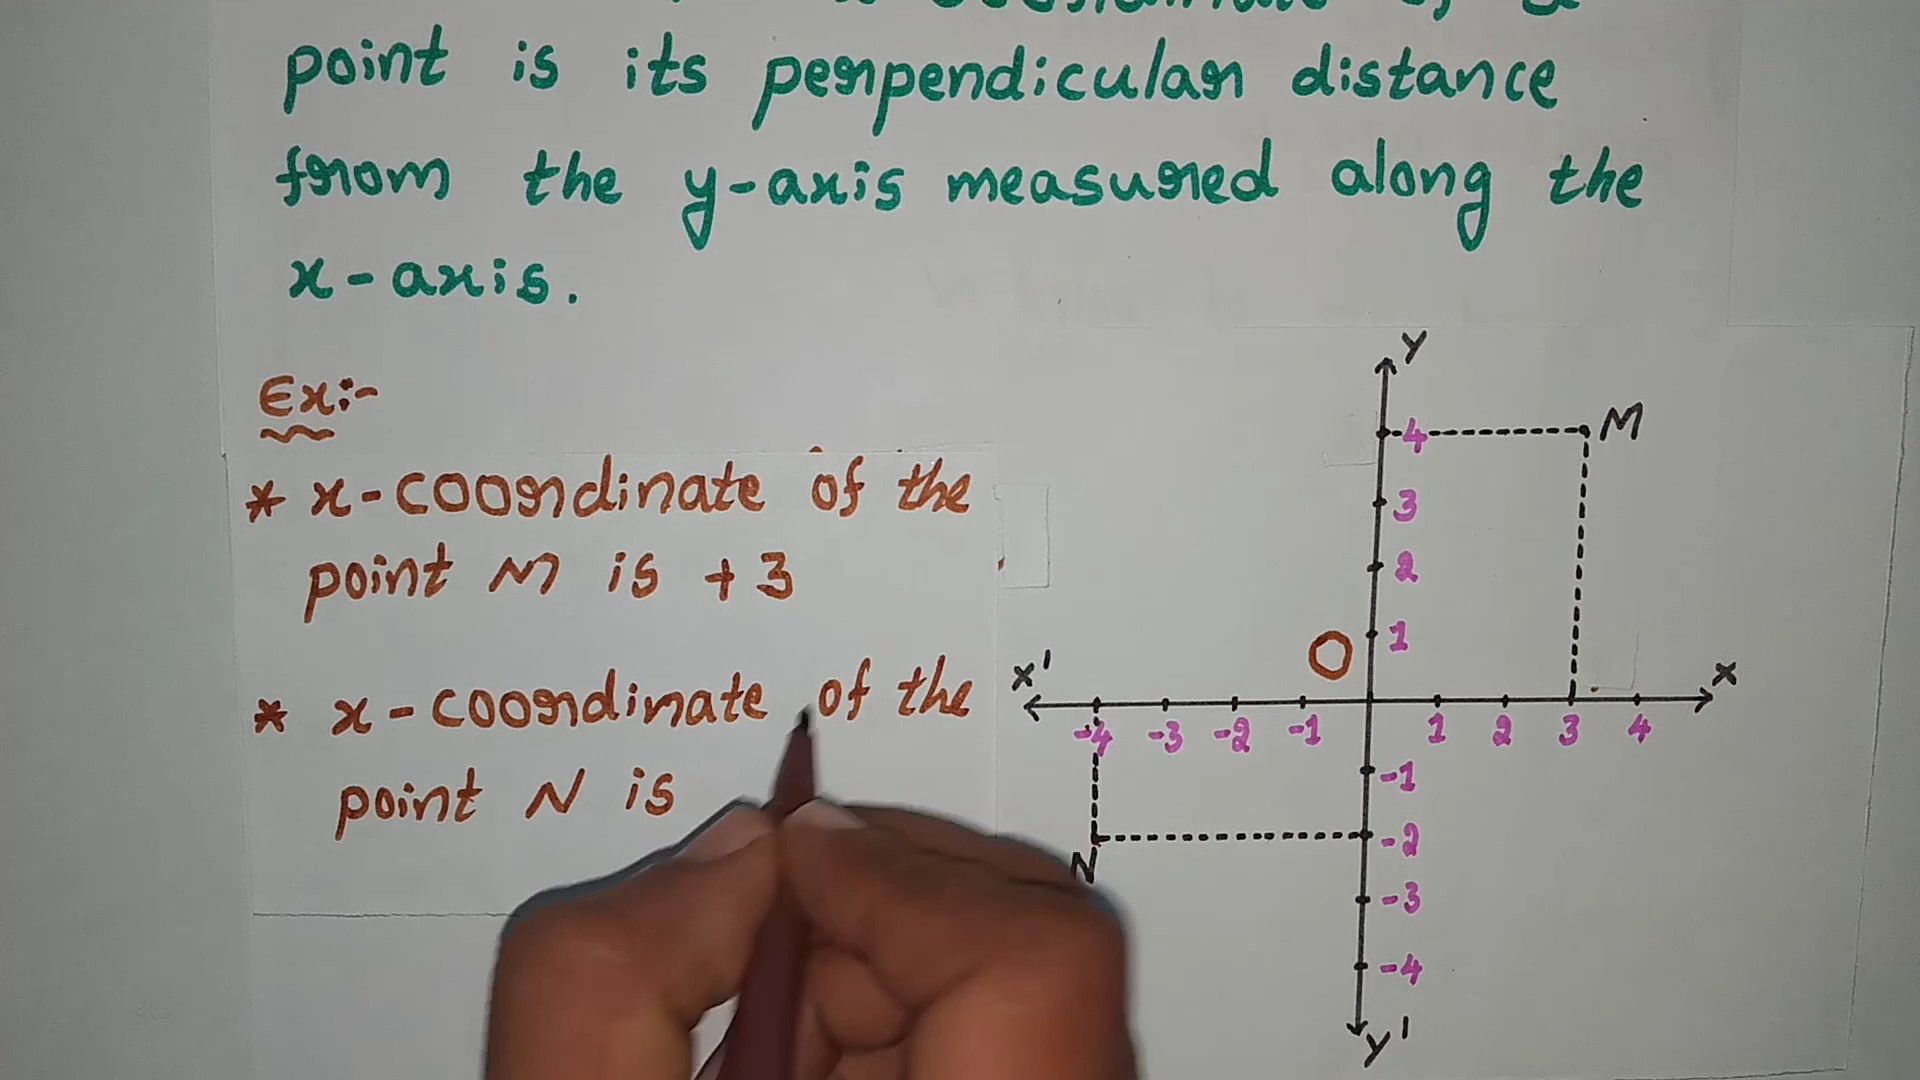 point is its perpendicular distance
from the y-axis measured along the
x-axis.
Ex:-
* x-coordinate of the
point M is +3
* x-coordinate of the
point N is
Y
M
4
3
2
1
O
X'
X
-4 -3 -2 -1 1 2 3 4
-1
-2
N
-3
-4
Y'